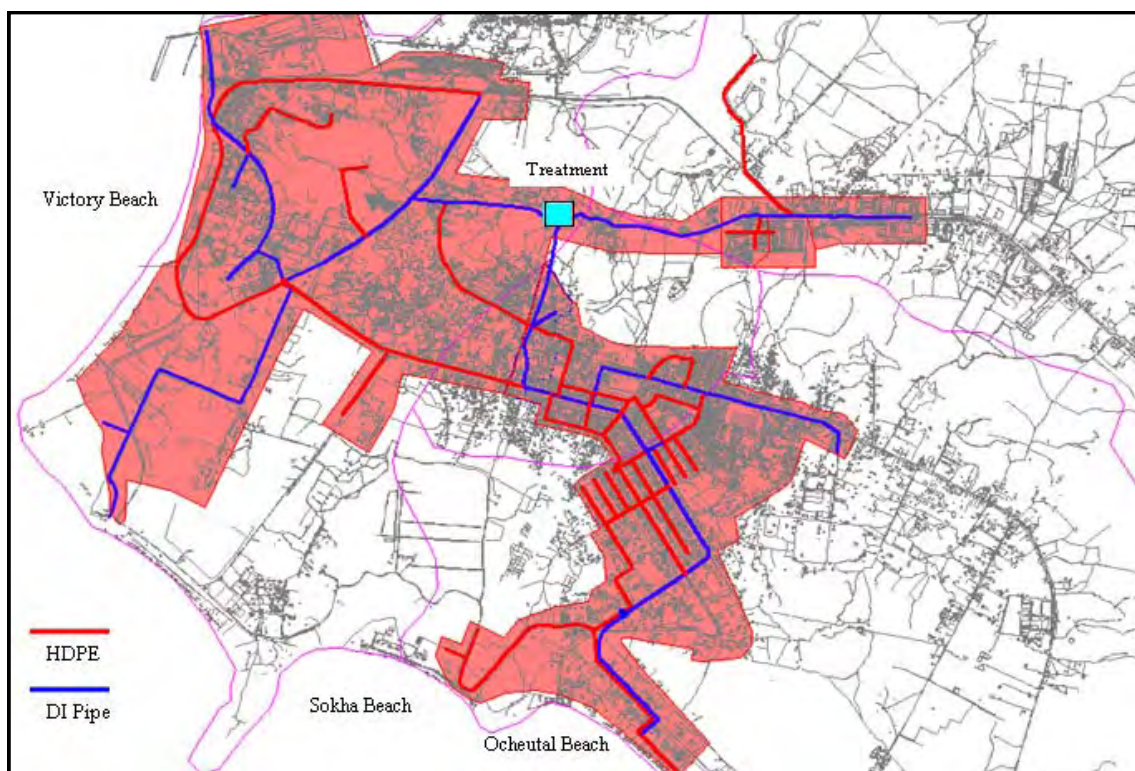 Treatment
Victory Beach
HDPE
DI Pipe
Sokha Beach
Ocheutal Beach